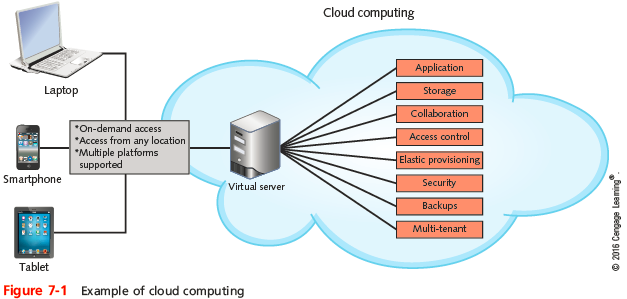 Cloud computing
Laptop
Smartphone
Tablet
*On-demand access
*Access from any location
*Multiple platforms
supported
Virtual server
Application
Storage
Collaboration
Access control
Elastic provisioning
Security
Backups
Multi-tenant
© 2016 Cengage Learning®.
Figure 7-1 Example of cloud computing